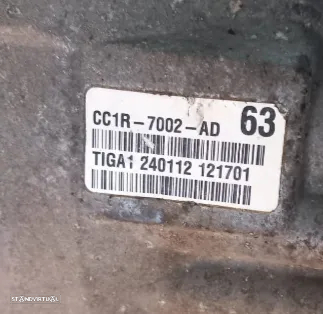 CC1R-7002-AD 63
TIGA1 240112 121701
STANDVIRTUAL